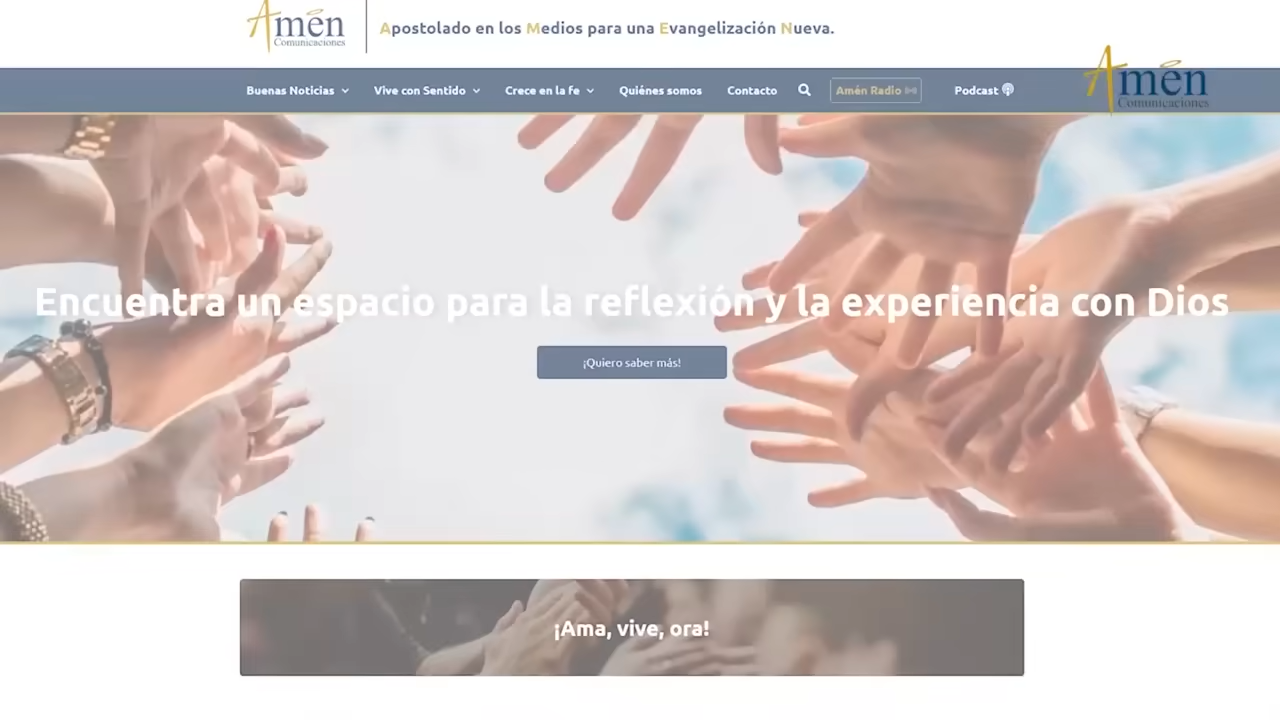 Amén
Comunicaciones
Apostolado en los Medios para una Evangelización Nueva.
Buenas Noticias Vive con Sentido Crece en la fe Quiénes somos Contacto Amén Radio Podcast
Amén
Comunicaciones
Encuentra un espacio para la reflexión y la experiencia con Dios
¡Quiero saber más!
¡Ama, vive, ora!